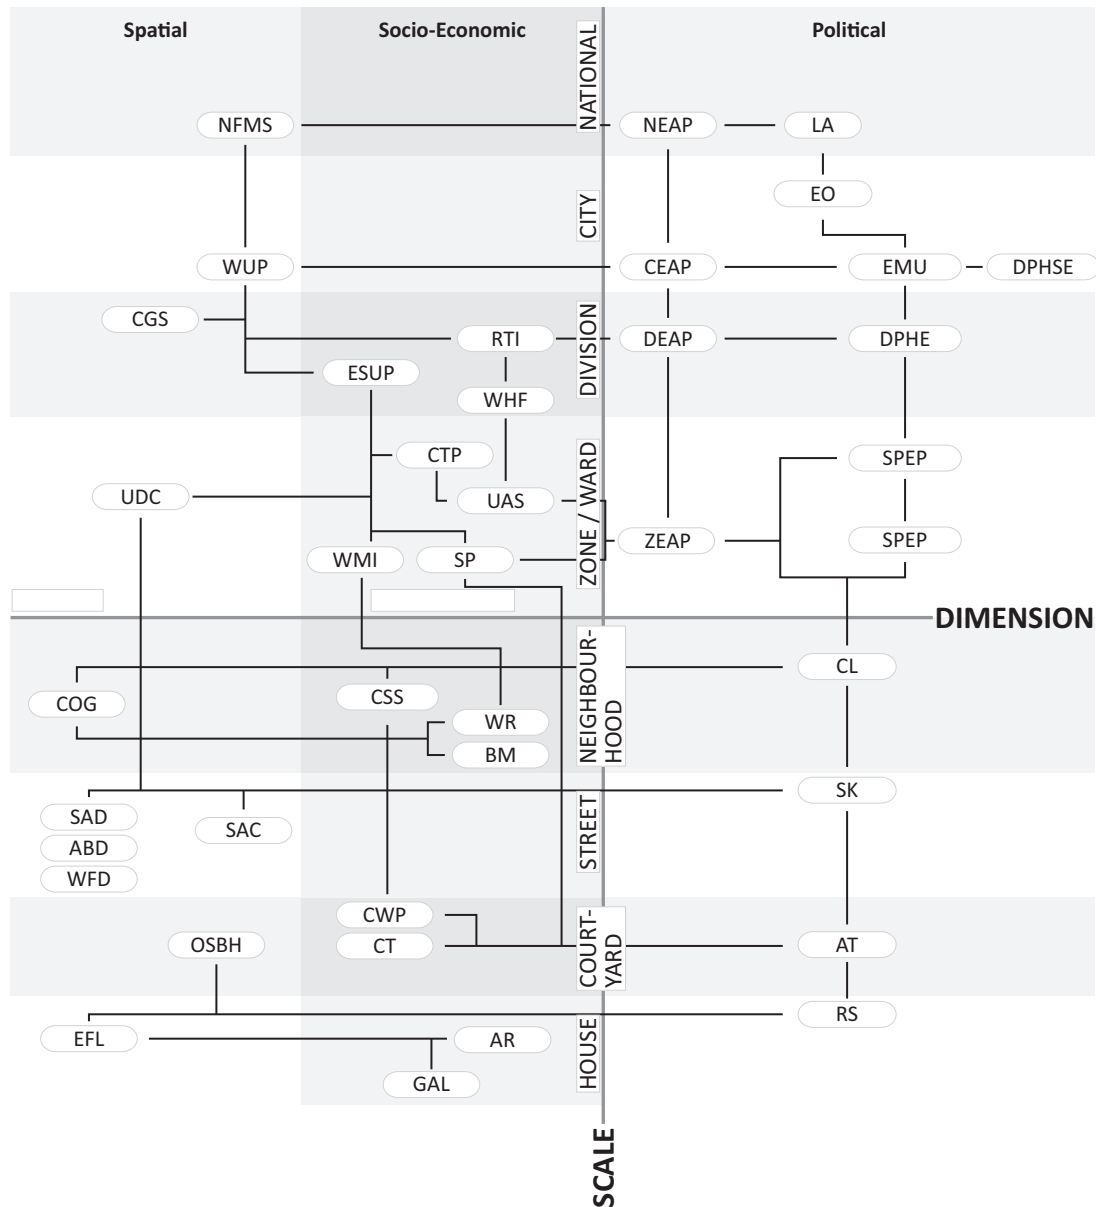 Spatial
Socio-Economic
Political
NATIONAL
NFMS
NEAP
LA
EO
CITY
WUP
CEAP
EMU
DPHSE
CGS
RTI
DEAP
DPHE
DIVISION
ESUP
WHF
CTP
SPEP
UDC
UAS
ZONE / WARD
WMI
SP
ZEAP
SPEP
DIMENSION
NEIGHBOUR-
HOOD
CL
COG
CSS
WR
BM
SK
SAD
SAC
STREET
ABD
WFD
CWP
OSBH
CT
COURT-
YARD
AT
RS
EFL
AR
HOUSE
GAL
SCALE